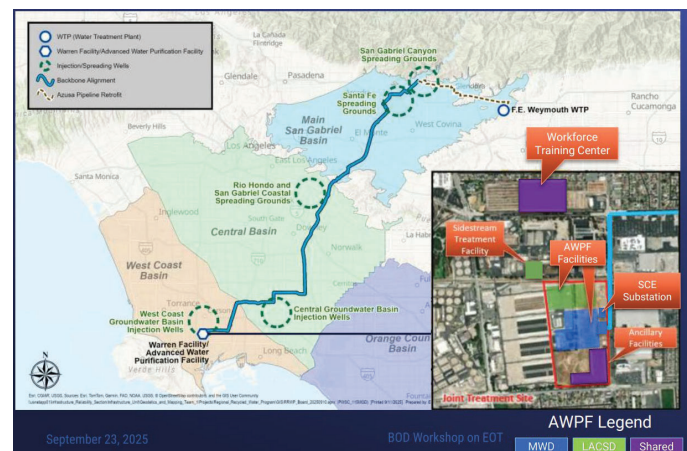 WTP (Water Treatment Plant)
Warren Facility/Advanced Water Purification Facility
Injection/Spreading Wells
Backbone Alignment
Azusa Pipeline Retrofit
La Cañada
Flintridge
Glendale
Pasadena
San Gabriel Canyon
Spreading Grounds
Glendora
Santa Fe
Spreading
Grounds
F.E. Weymouth WTP
Rancho
Cucamonga
Main
San Gabriel
Basin
West Covina
El Monte
Beverly Hills
Los Angeles
East Los Angeles
Santa Monica
Rio Hondo and
San Gabriel Coastal
Spreading Grounds
Inglewood
South Gate
Downey
Central Basin
Norwalk
La Habra
West Coast
Basin
Torrance
West Coast
Groundwater Basin
Injection Wells
Central Groundwater Basin
Injection Wells
Warren Facility/
Advanced Water
Purification Facility
Long Beach
Verde Hills
Orange County
Basin
N
Workforce
Training Center
Sidestream
Treatment
Facility
AWPF
Facilities
SCE
Substation
Ancillary
Facilities
Joint Treatment Site
September 23, 2025
BOD Workshop on EOT
AWPF Legend
MWD
LACSD
Shared